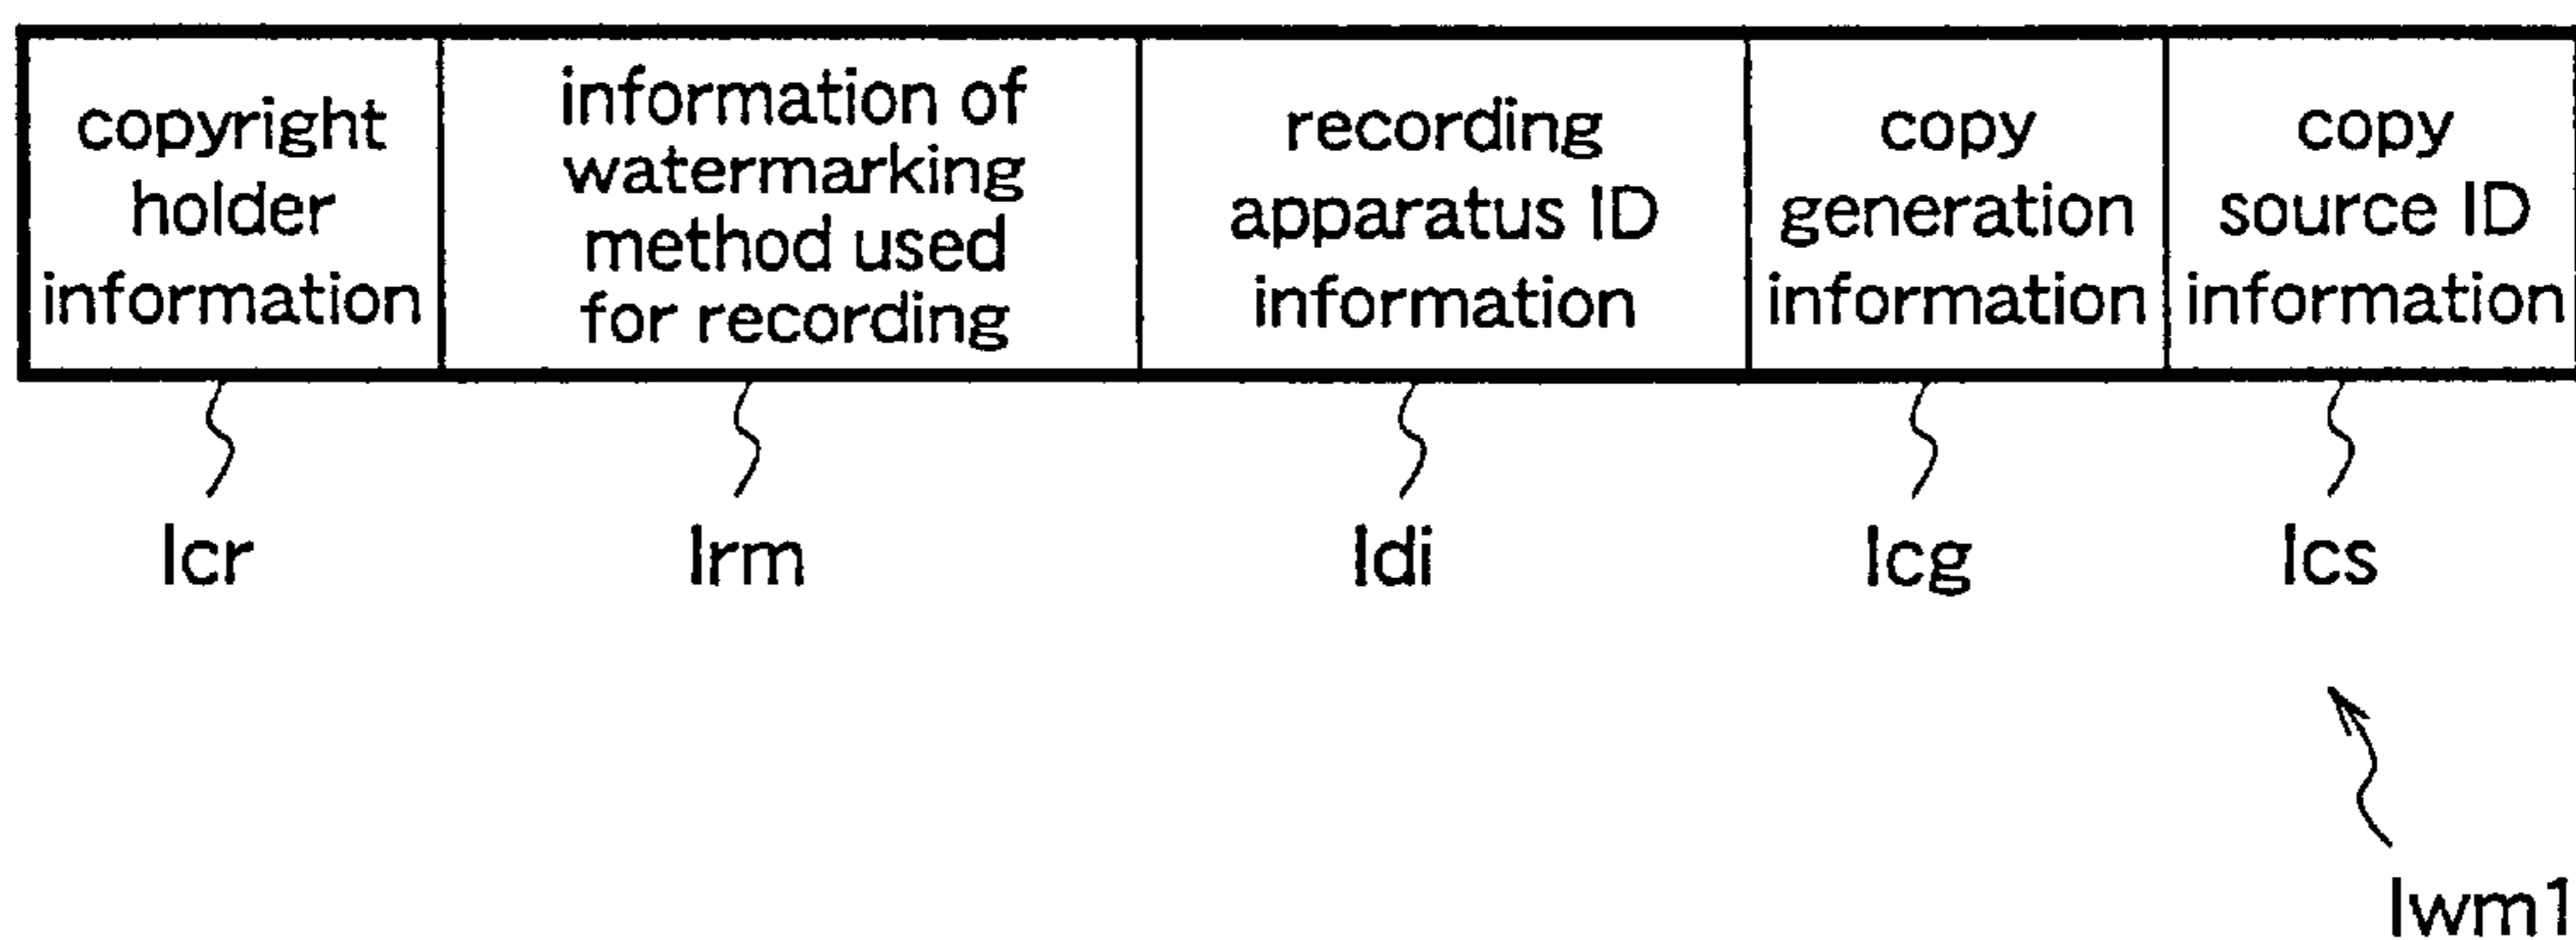 copyright
holder
information
information of
watermarking
method used
for recording
recording
apparatus ID
information
copy
generation
information
copy
source ID
information
Icr
Irm
Idi
Icg
Ics
Iwm1